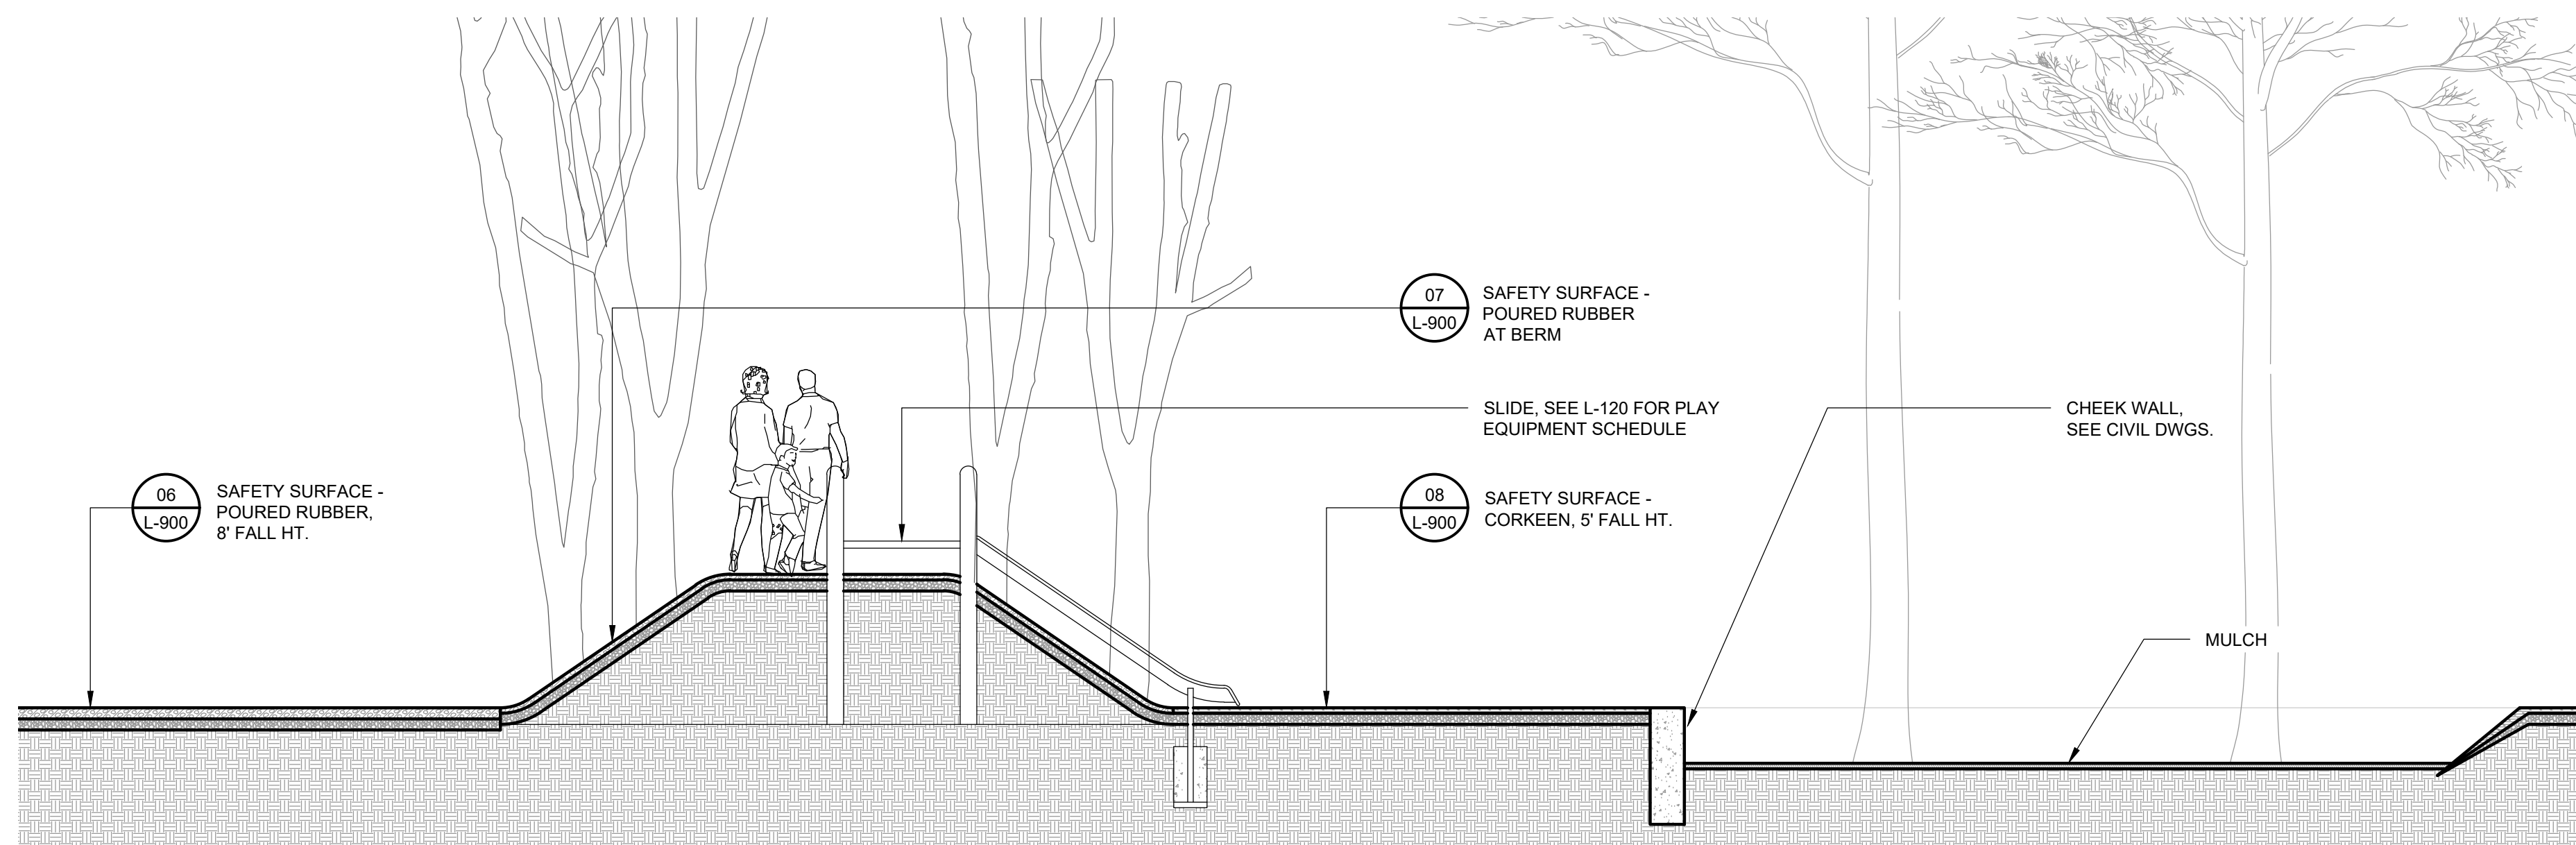 07
L-900
SAFETY SURFACE -
POURED RUBBER
AT BERM
SLIDE, SEE L-120 FOR PLAY
EQUIPMENT SCHEDULE
CHEEK WALL,
SEE CIVIL DWGS.
06
L-900
SAFETY SURFACE -
POURED RUBBER,
8' FALL HT.
08
L-900
SAFETY SURFACE -
CORKEEN, 5' FALL HT.
MULCH